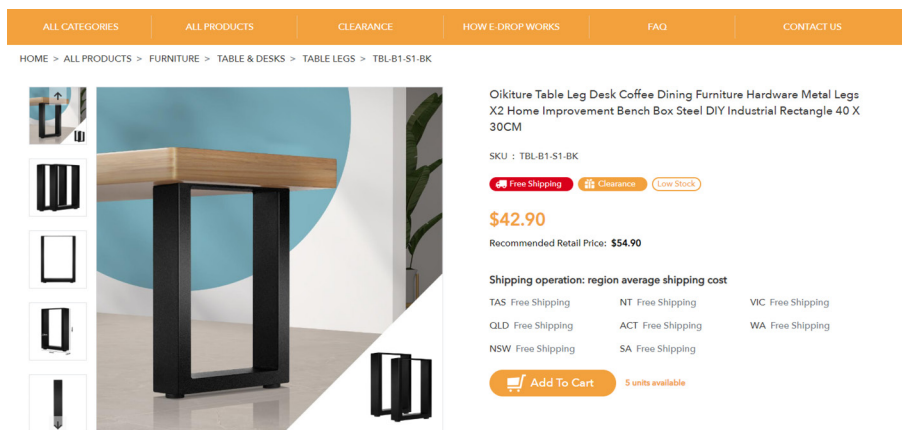 ALL CATEGORIES
ALL PRODUCTS
CLEARANCE
HOW E-DROP WORKS
FAQ
CONTACT US
HOME > ALL PRODUCTS > FURNITURE > TABLE & DESKS > TABLE LEGS > TBL-B1-S1-BK
Oikiture Table Leg Desk Coffee Dining Furniture Hardware Metal Legs
X2 Home Improvement Bench Box Steel DIY Industrial Rectangle 40 X
30CM
SKU : TBL-B1-S1-BK
Free Shipping
Clearance
Low Stock
$42.90
Recommended Retail Price: $54.90
Shipping operation: region average shipping cost
TAS Free Shipping
NT Free Shipping
VIC Free Shipping
QLD Free Shipping
ACT Free Shipping
WA Free Shipping
NSW Free Shipping
SA Free Shipping
Add To Cart
5 units available